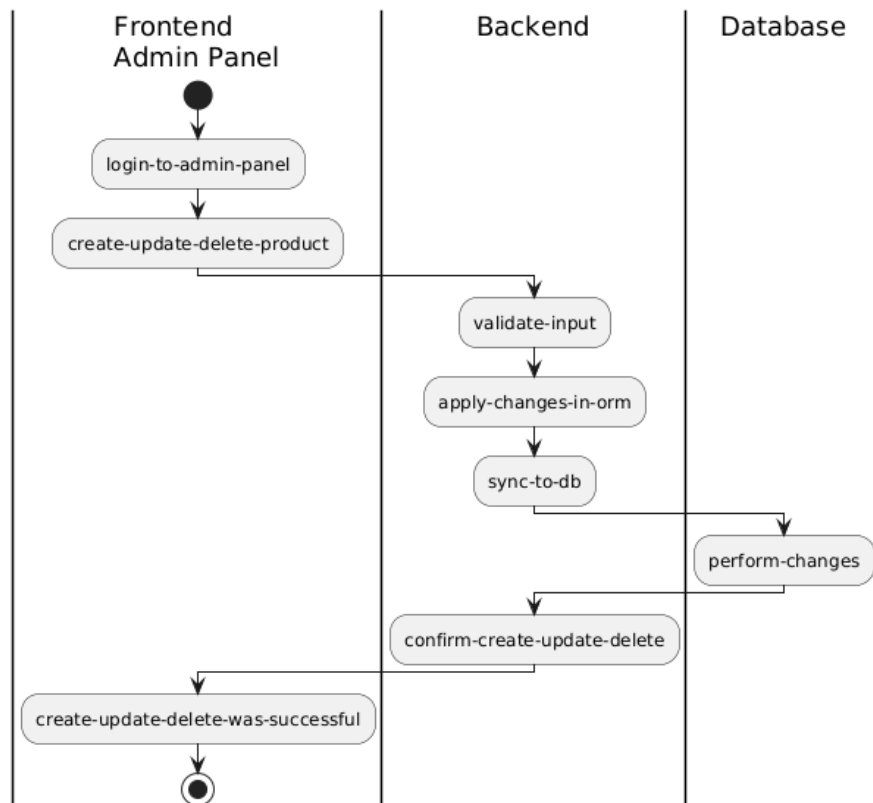 Frontend
Admin Panel
Backend
Database
login-to-admin-panel
create-update-delete-product
validate-input
apply-changes-in-orm
sync-to-db
perform-changes
confirm-create-update-delete
create-update-delete-was-successful